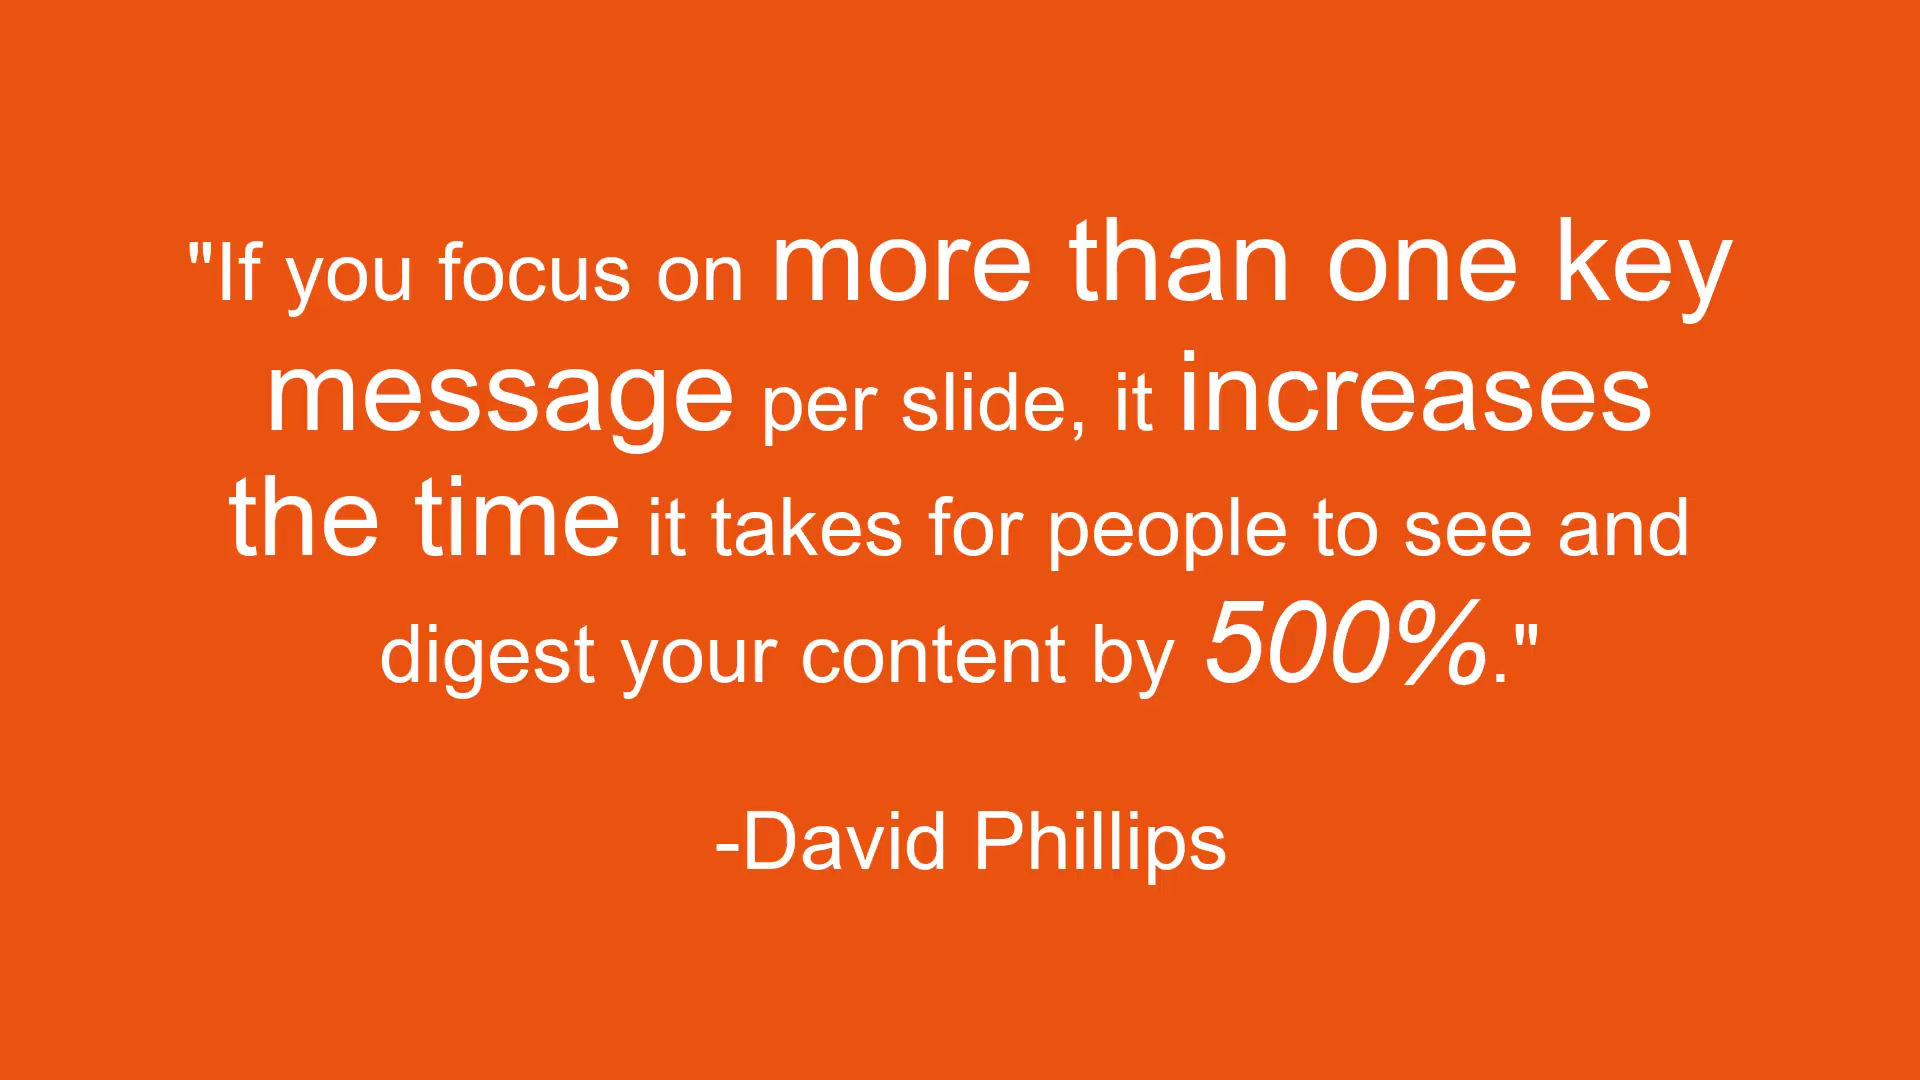 "If you focus on more than one key
message per slide, it increases
the time it takes for people to see and
digest your content by 500%."
-David Phillips